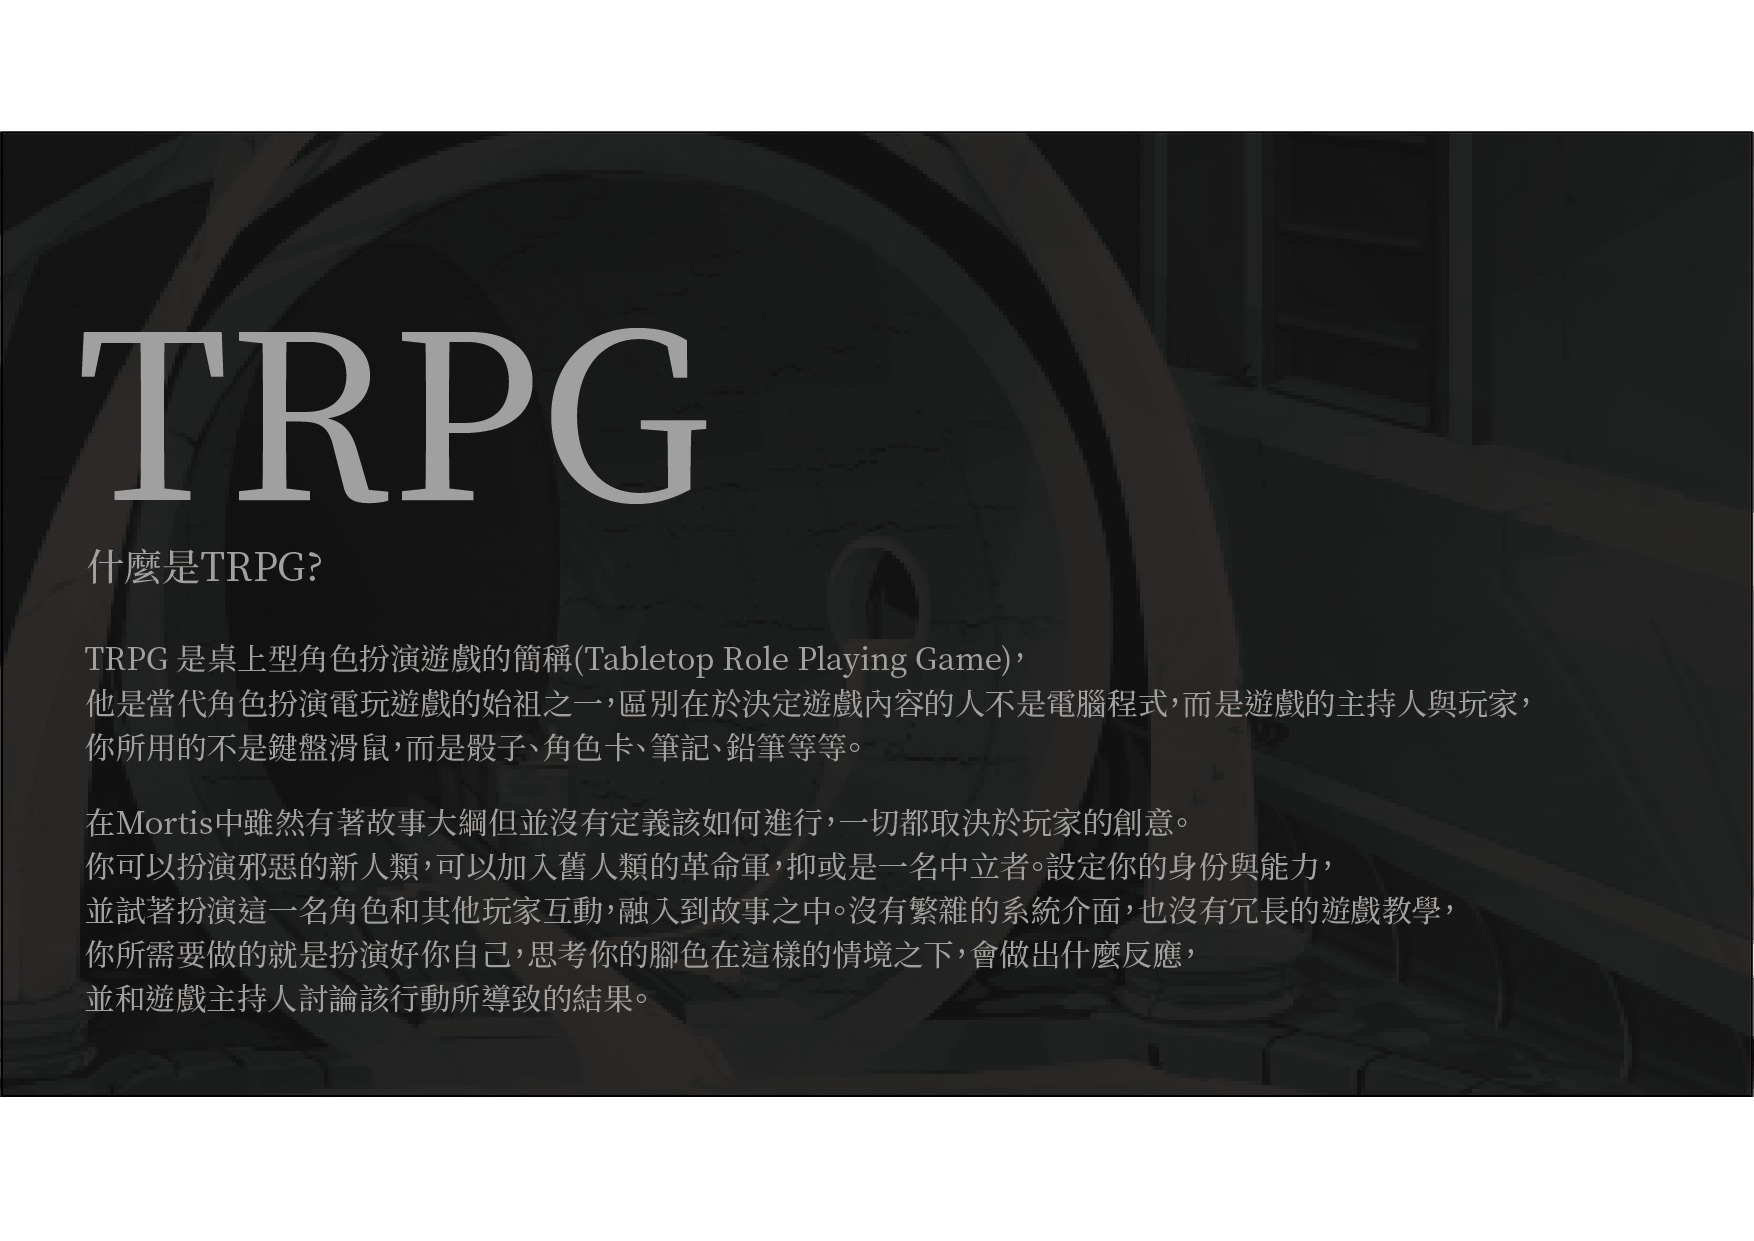 TRPG
什麼是TRPG?
TRPG 是桌上型角色扮演遊戲的簡稱(Tabletop Role Playing Game)，
他是當代角色扮演電玩遊戲的始祖之一，區別在於決定遊戲內容的人不是電腦程式，而是遊戲的主持人與玩家，
你所用的不是鍵盤滑鼠，而是骰子、角色卡、筆記、鉛筆等等。
在Mortis中雖然有著故事大綱但並沒有定義該如何進行，一切都取決於玩家的創意。
你可以扮演邪惡的新人類，可以加入舊人類的革命軍，抑或是一名中立者。設定你的身份與能力，
並試著扮演這一名角色和其他玩家互動，融入到故事之中。沒有繁雜的系統介面，也沒有冗長的遊戲教學，
你所需要做的就是扮演好你自己，思考你的腳色在這樣的情境之下，會做出什麼反應，
並和遊戲主持人討論該行動所導致的結果。